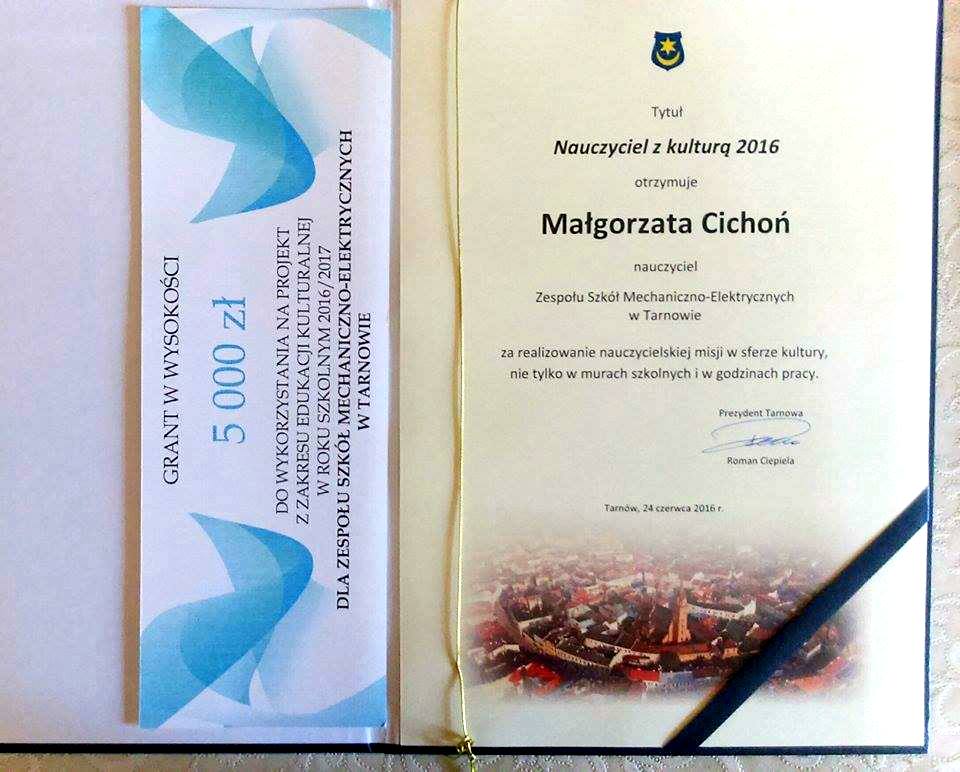 GRANT W WYSOKOŚCI
5 000 zł
DO WYKORZYSTANIA NA PROJEKT
Z ZAKRESU EDUKACJI KULTURALNEJ
W ROKU SZKOLNYM 2016/2017
DLA ZESPOŁU SZKÓŁ MECHANICZNO-ELEKTRYCZNYCH
W TARNOWIE
Tytuł
Nauczyciel z kulturą 2016
otrzymuje
Małgorzata Cichoń
nauczyciel
Zespołu Szkół Mechaniczno-Elektrycznych
w Tarnowie
za realizowanie nauczycielskiej misji w sferze kultury,
nie tylko w murach szkolnych i w godzinach pracy.
Prezydent Tarnowa
Roman Ciepiela
Tarnów, 24 czerwca 2016 r.